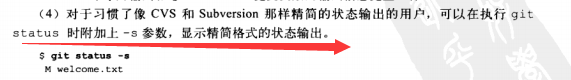 （4）对于习惯了像 CVS 和 Subversion 那样精简的状态输出的用户，可以在执行 git
status 时附加上 -s 参数，显示精简格式的状态输出。
$ git status -s
M welcome.txt